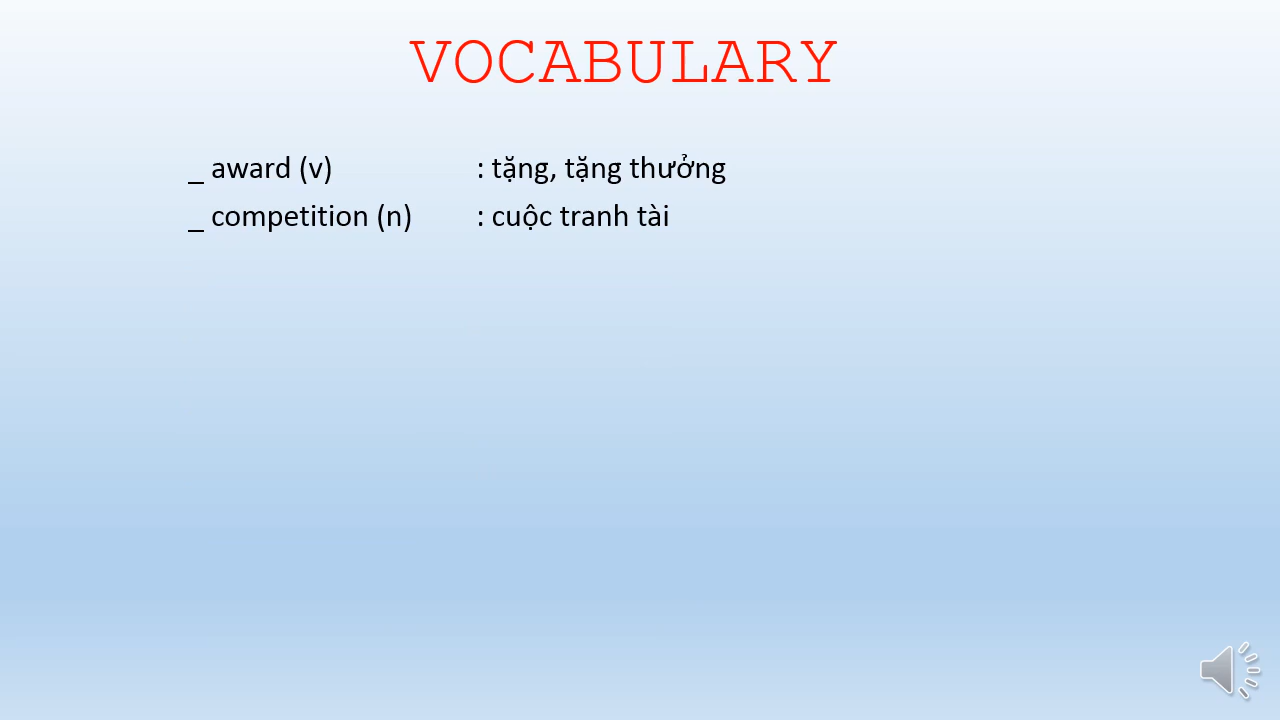 VOCABULARY
_ award (v) : tặng, tặng thưởng
_ competition (n) : cuộc tranh tài